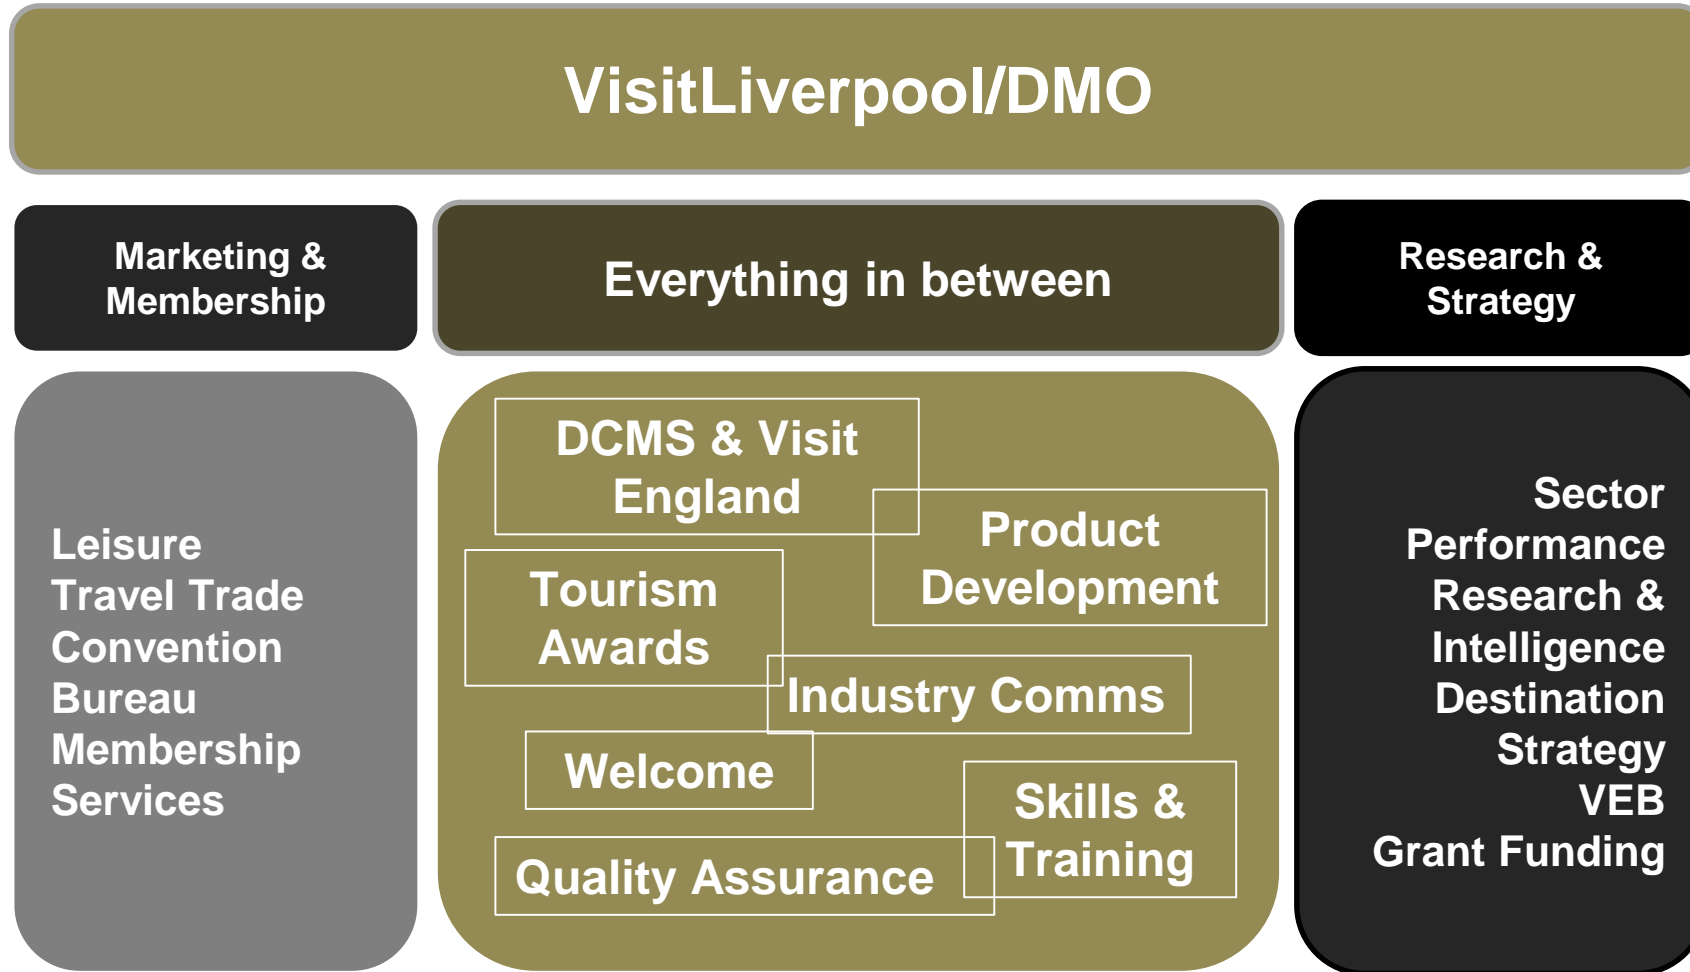 VisitLiverpool/DMO
Marketing &
Membership
Everything in between
Research &
Strategy
Leisure
Travel Trade
Convention
Bureau
Membership
Services
DCMS & Visit
England
Product
Development
Tourism
Awards
Industry Comms
Welcome
Skills &
Training
Quality Assurance
Sector
Performance
Research &
Intelligence
Destination
Strategy
VEB
Grant Funding